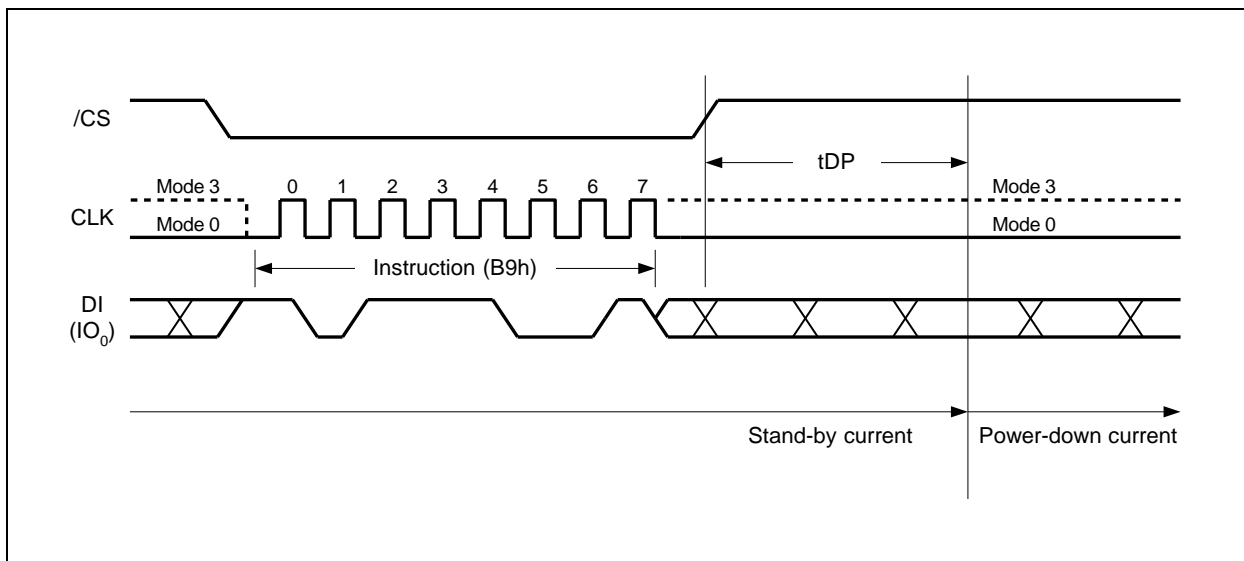 /CS
tDP
Mode 3 0 1 2 3 4 5 6 7 Mode 3
CLK
Mode 0 Mode 0
Instruction (B9h)
DI
(IO0)
Stand-by current Power-down current